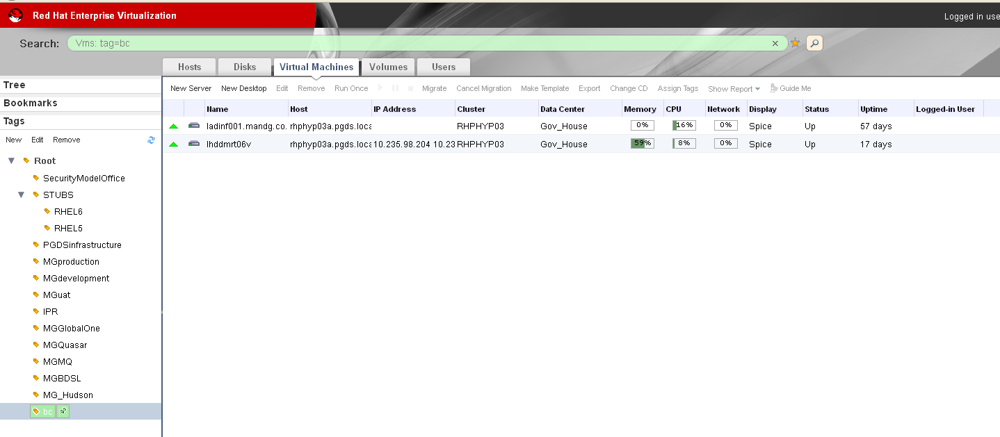 Red Hat Enterprise Virtualization
Logged in use
Search: Vms: tag=bc
Hosts Disks Virtual Machines Volumes Users
Tree
Bookmarks
Tags
New Edit Remove
Root
SecurityModelOffice
STUBS
RHEL6
RHEL5
PGDSinfrastructure
MGproduction
MGdevelopment
MGuat
IPR
MGGlobalOne
MGQuasar
MGMQ
MGBDSL
MG_Hudson
bc
New Server New Desktop Edit Remove Run Once Migrate Cancel Migration Make Template Export Change CD Assign Tags Show Report Guide Me
Name Host IP Address Cluster Data Center Memory CPU Network Display Status Uptime Logged-in User
ladinf001.mandg.co. rhphyp03a.pgds.loca RHPHYP03 Gov_House 0% 16% 0% Spice Up 57 days
lhddmrt06v rhphyp03a.pgds.loca 10.235.98.204 10.23 RHPHYP03 Gov_House 59% 8% 0% Spice Up 17 days